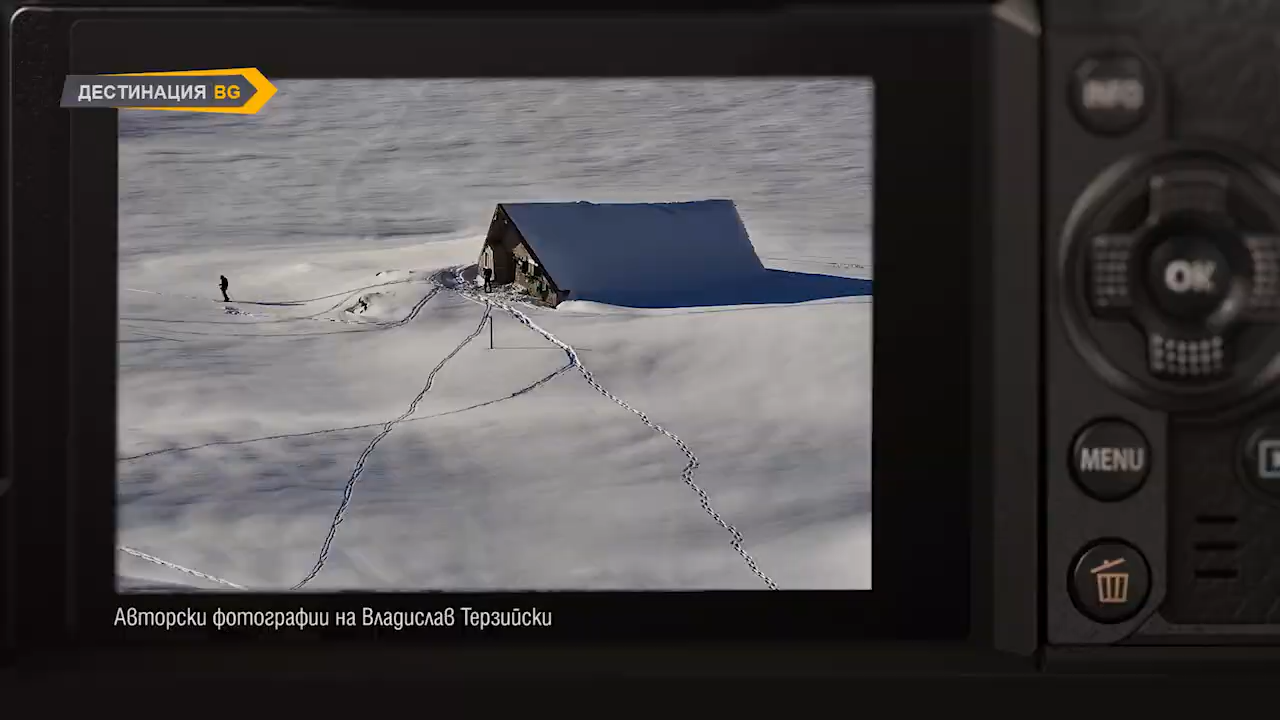 ДЕСТИНАЦИЯ BG
INFO
OK
MENU
Авторски фотографии на Владислав Терзийски